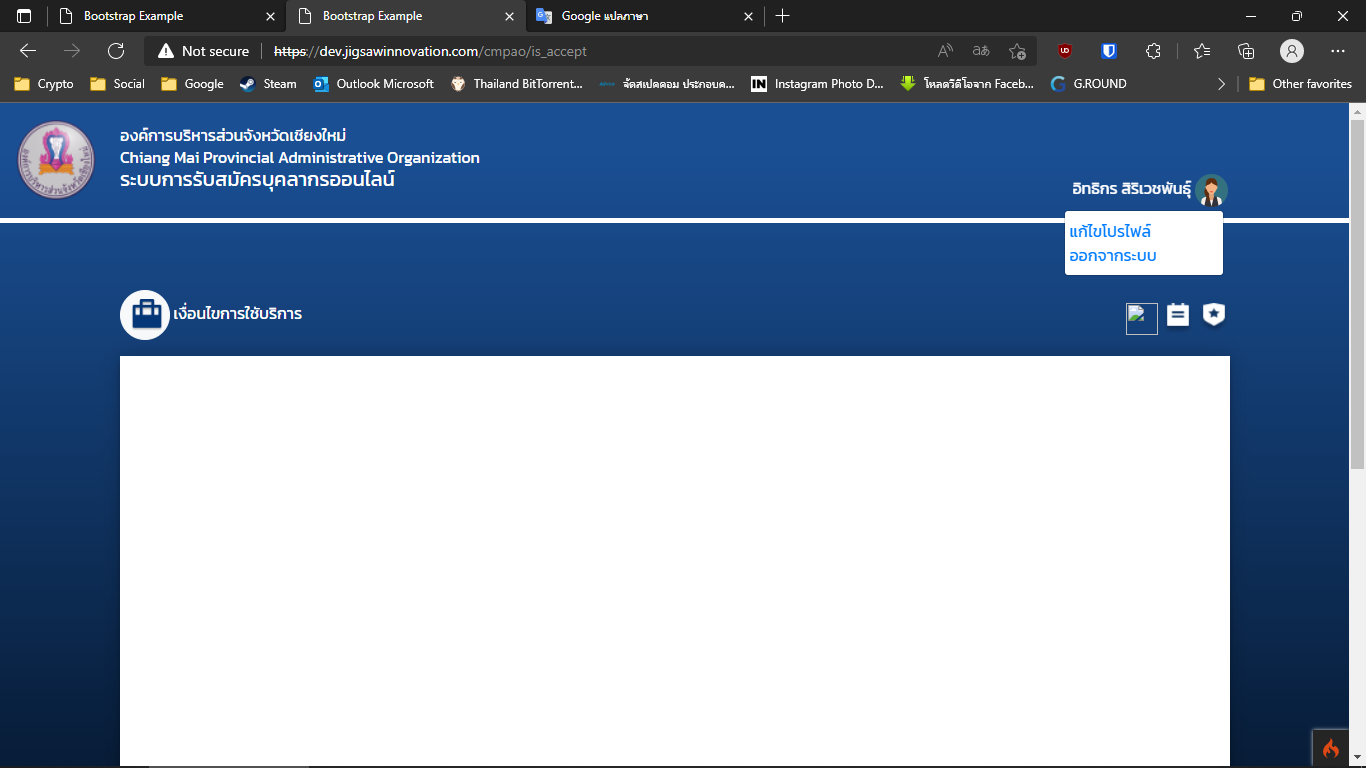 Bootstrap Example
Bootstrap Example
Google แปลภาษา
Not secure
https://dev.jigsawinnovation.com/cmpao/is_accept
Crypto
Social
Google
Steam
Outlook Microsoft
Thailand BitTorrent...
จัดสเปคคอม ประกอบค...
Instagram Photo D...
โหลดวีดีโอจาก Faceb...
G.ROUND
Other favorites
องค์การบริหารส่วนจังหวัดเชียงใหม่
Chiang Mai Provincial Administrative Organization
ระบบการรับสมัครบุคลากรออนไลน์
อิทธิกร สิริเวชพันธุ์
แก้ไขโปรไฟล์
ออกจากระบบ
เงื่อนไขการใช้บริการ